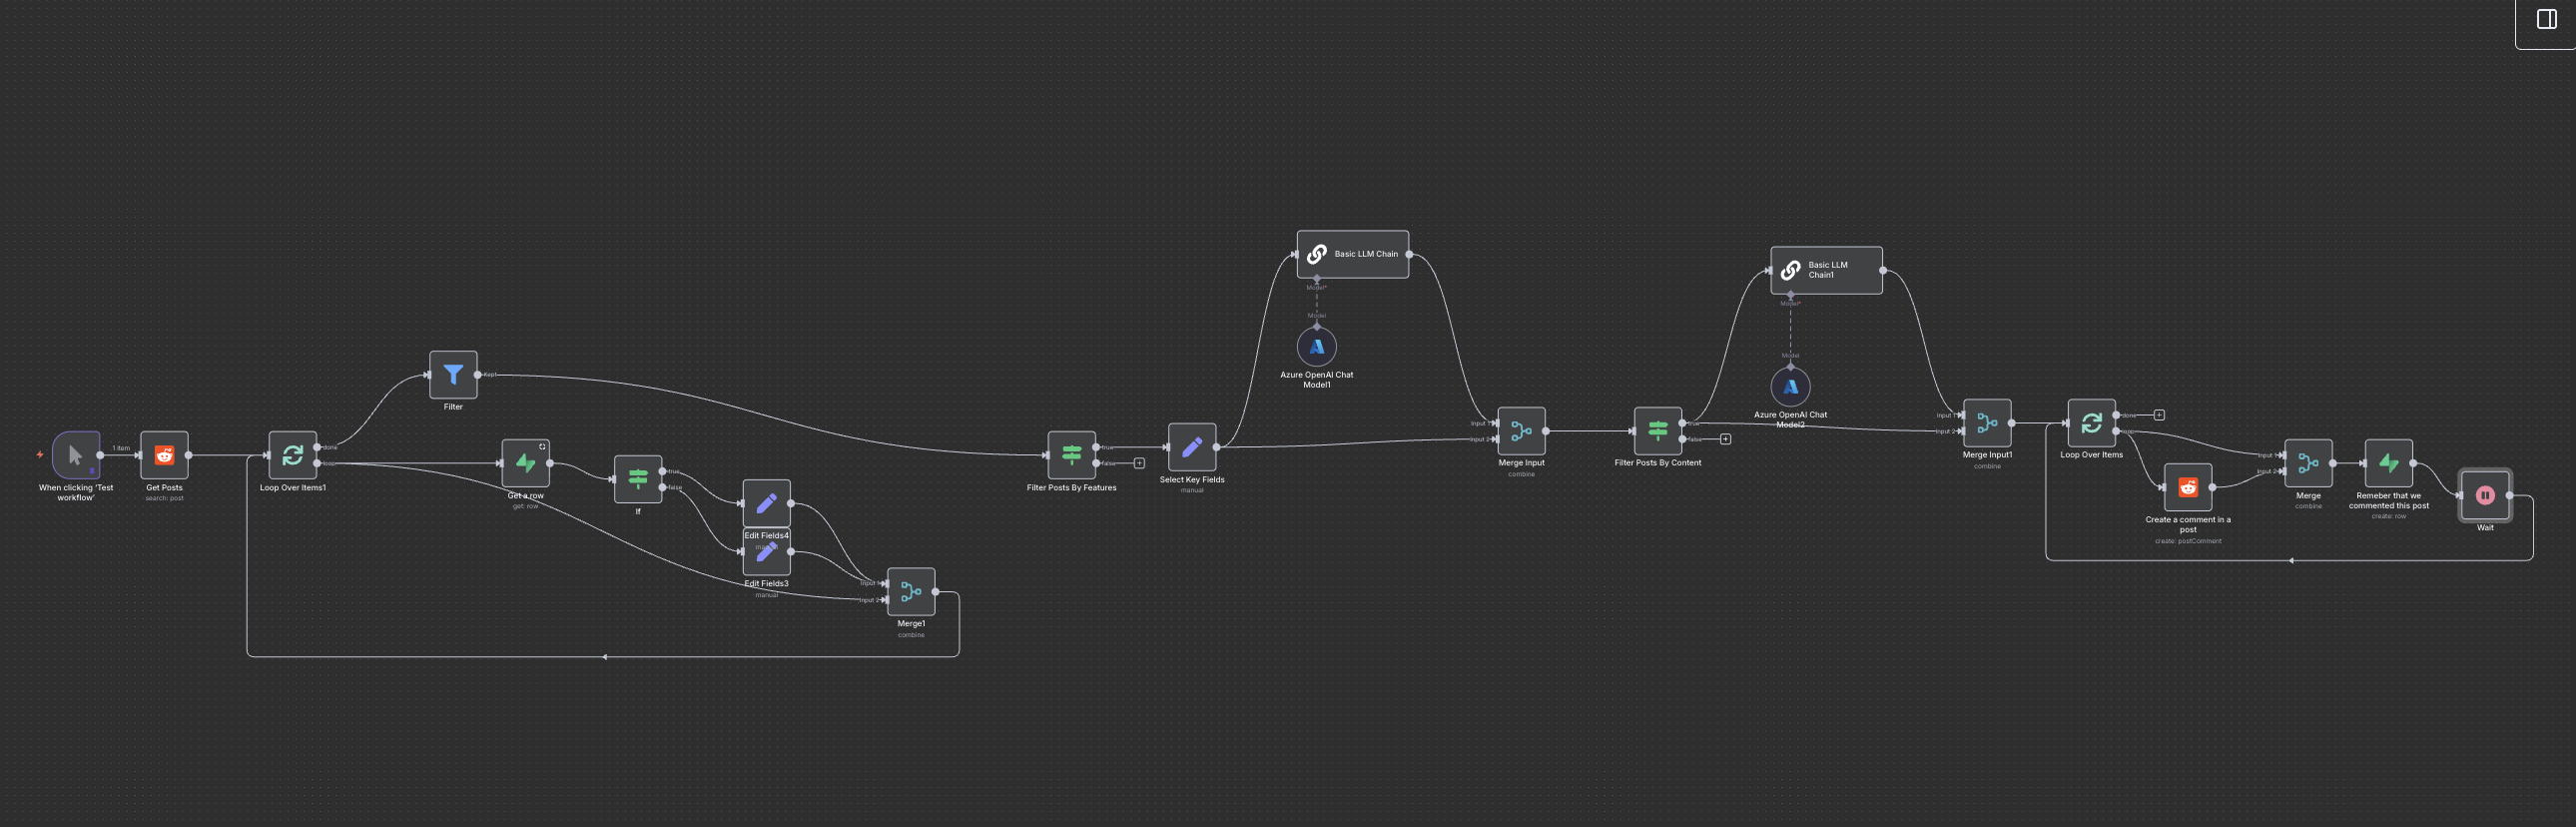 Basic LLM Chain
Model*
Model
Azure OpenAI Chat
Model1
Basic LLM
Chain1
Model*
Model
Azure OpenAI Chat
Model2
Kept
Filter
1 item
When clicking 'Test
workflow'
Get Posts
search: post
done
loop
Loop Over Items1
Get a row
get: row
true
false
If
Edit Fields4
Edit Fields3
manual
Input 1
Input 2
Merge1
combine
true
false
Filter Posts By Features
Select Key Fields
manual
Input 1
Input 2
Merge Input
combine
true
false
Filter Posts By Content
Input 1
Input 2
Merge Input1
combine
done
loop
Loop Over Items
Create a comment in a
post
create: postComment
Input 1
Input 2
Merge
combine
Remeber that we
commented this post
create: row
Wait